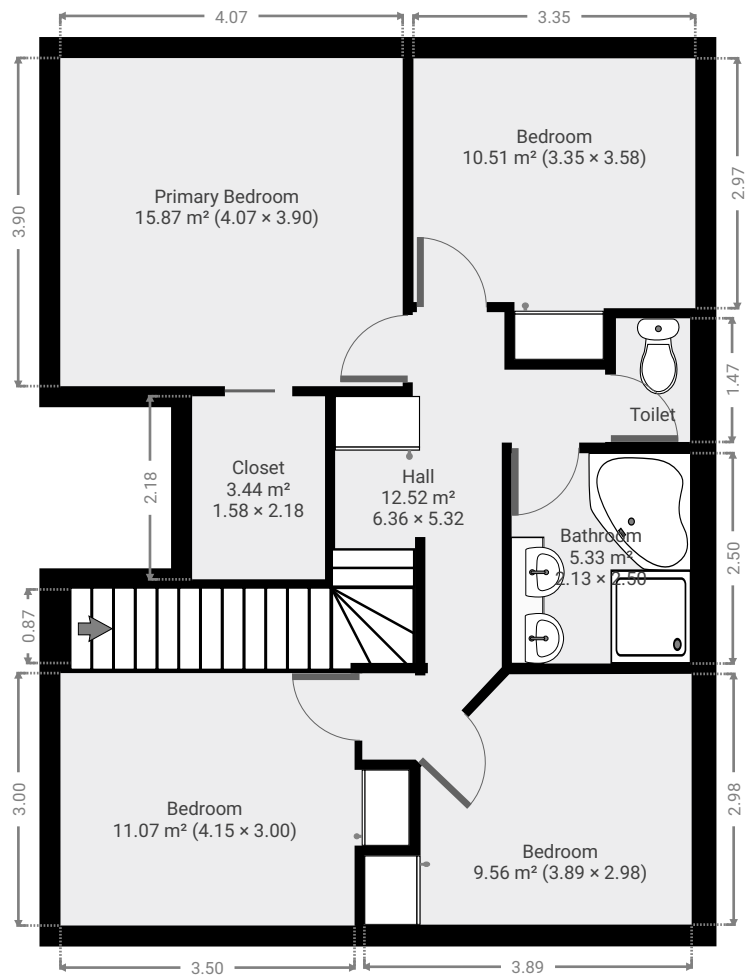 4.07
3.35
3.90
2.97
Bedroom
10.51 m² (3.35 × 3.58)
Primary Bedroom
15.87 m² (4.07 × 3.90)
1.47
Toilet
2.18
Closet
3.44 m²
1.58 × 2.18
Hall
12.52 m²
6.36 × 5.32
Bathroom
5.33 m²
2.13 × 2.50
2.50
0.87
3.00
2.98
Bedroom
11.07 m² (4.15 × 3.00)
Bedroom
9.56 m² (3.89 × 2.98)
3.50
3.89